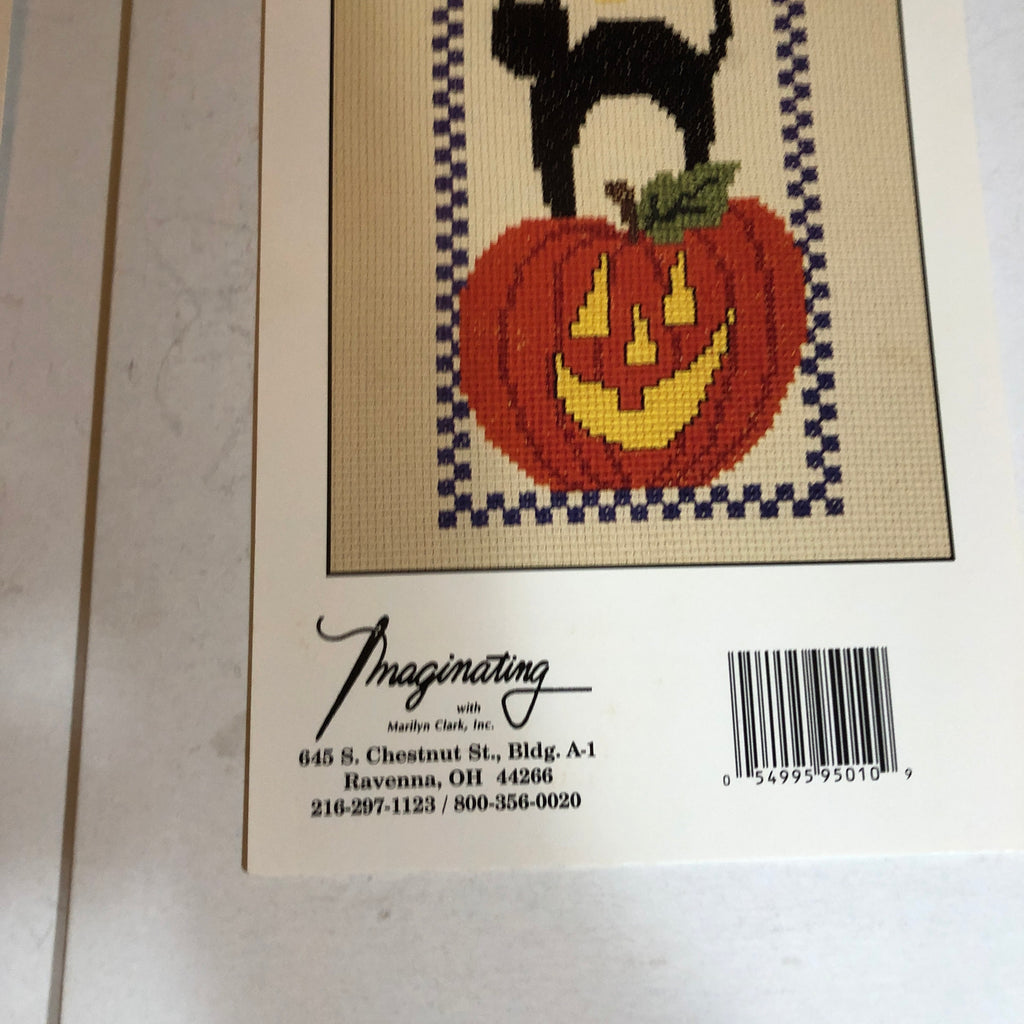 Imaginating
with
Marilyn Clark, Inc.
645 S. Chestnut St., Bldg. A-1
Ravenna, OH 44266
216-297-1123 / 800-356-0020
0 54995 95010 9